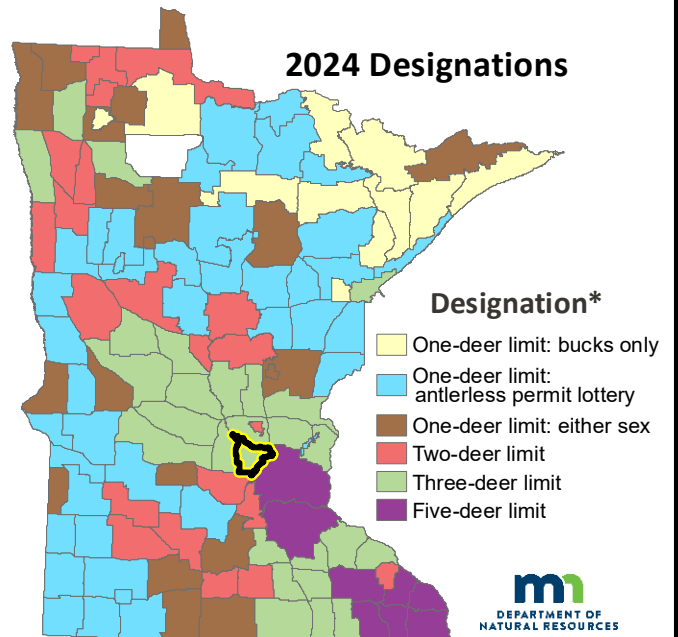 2024 Designations
Designation*
One-deer limit: bucks only
One-deer limit:
antlerless permit lottery
One-deer limit: either sex
Two-deer limit
Three-deer limit
Five-deer limit
mn
DEPARTMENT OF
NATURAL RESOURCES